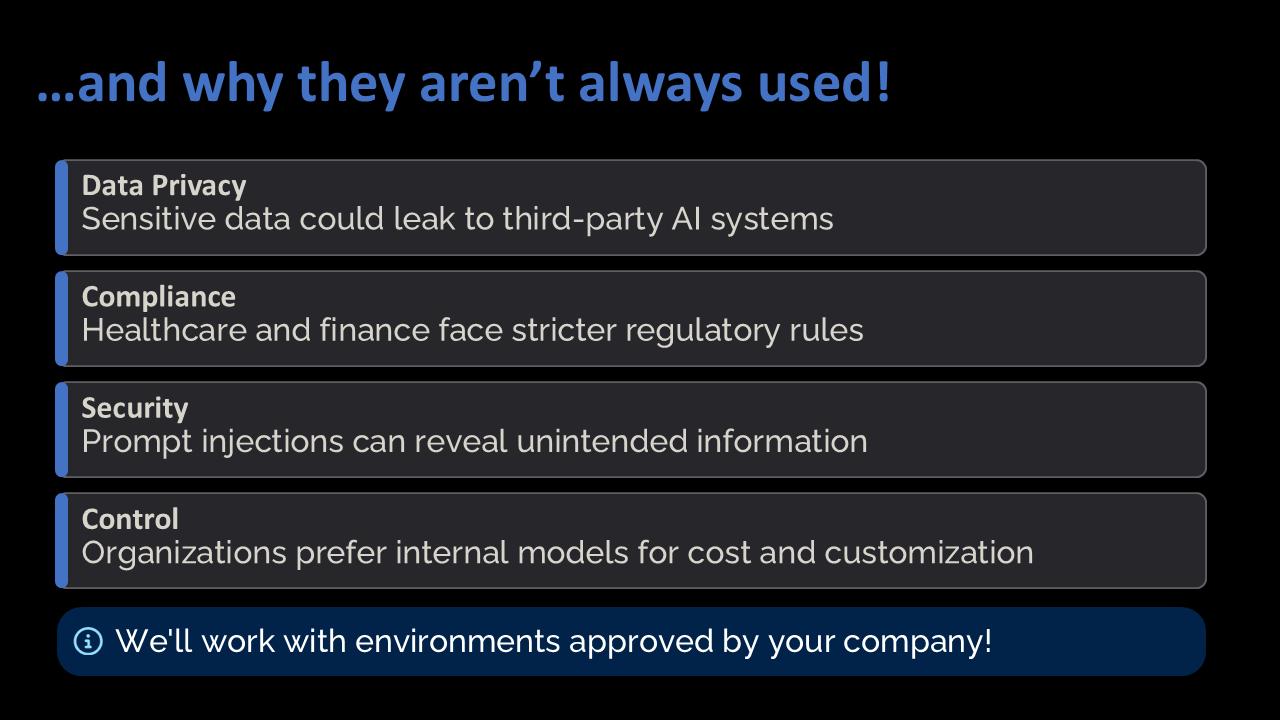 …and why they aren’t always used!
Data Privacy
Sensitive data could leak to third-party AI systems
Compliance
Healthcare and finance face stricter regulatory rules
Security
Prompt injections can reveal unintended information
Control
Organizations prefer internal models for cost and customization
We'll work with environments approved by your company!